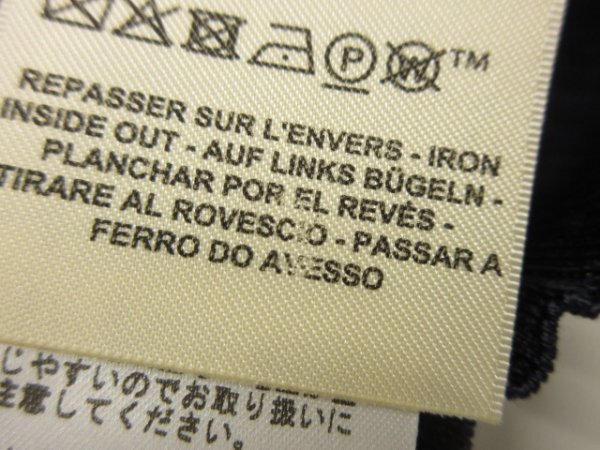 P W™
REPASSER SUR L'ENVERS - IRON
INSIDE OUT - AUF LINKS BÜGELN -
PLANCHAR POR EL REVÉS -
TIRARE AL ROVESCIO - PASSAR A
FERRO DO AVESSO
じやすいのでお取り扱いに
注意してください。